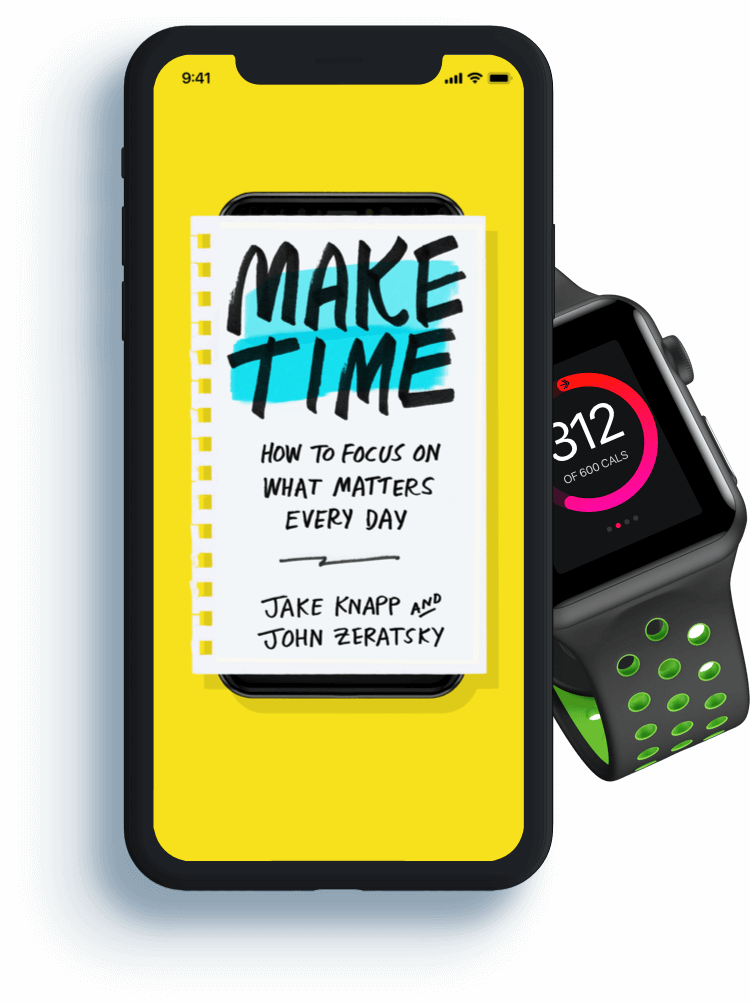 9:41
MAKE
TIME
HOW TO FOCUS ON
WHAT MATTERS
EVERY DAY
JAKE KNAPP AND
JOHN ZERATSKY
312
OF 600 CALS